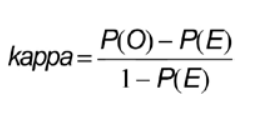 kappa = P(O) – P(E) / 1 – P(E)